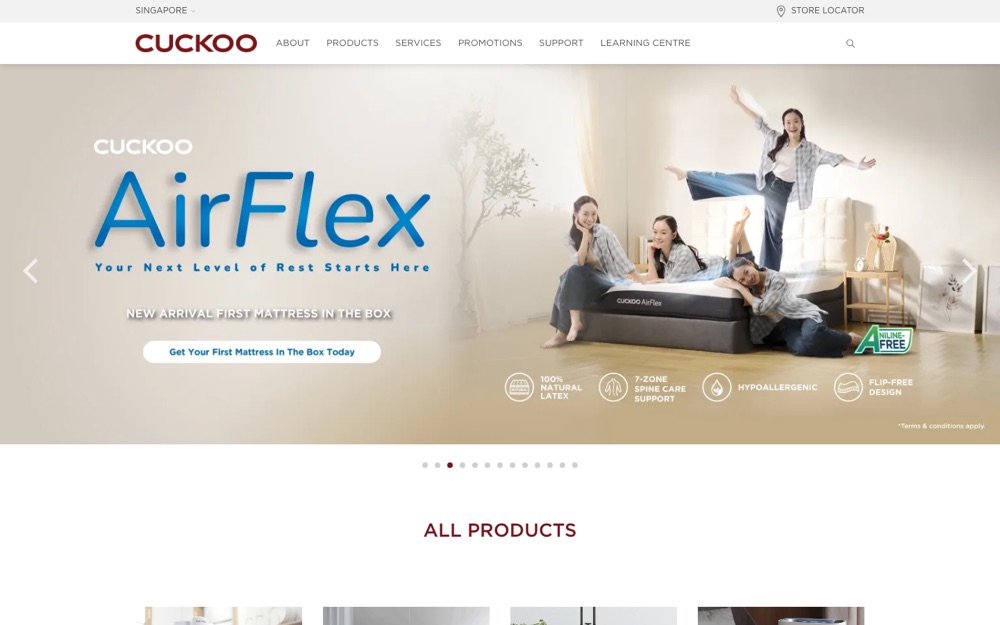 SINGAPORE
STORE LOCATOR
CUCKOO
ABOUT
PRODUCTS
SERVICES
PROMOTIONS
SUPPORT
LEARNING CENTRE
CUCKOO
AirFlex
Your Next Level of Rest Starts Here
NEW ARRIVAL FIRST MATTRESS IN THE BOX
Get Your First Mattress In The Box Today
CUCKOO AirFlex
ANILINE-
FREE
100%
NATURAL
LATEX
7-ZONE
SPINE CARE
SUPPORT
HYPOALLERGENIC
FLIP-FREE
DESIGN
*Terms & conditions apply.
ALL PRODUCTS